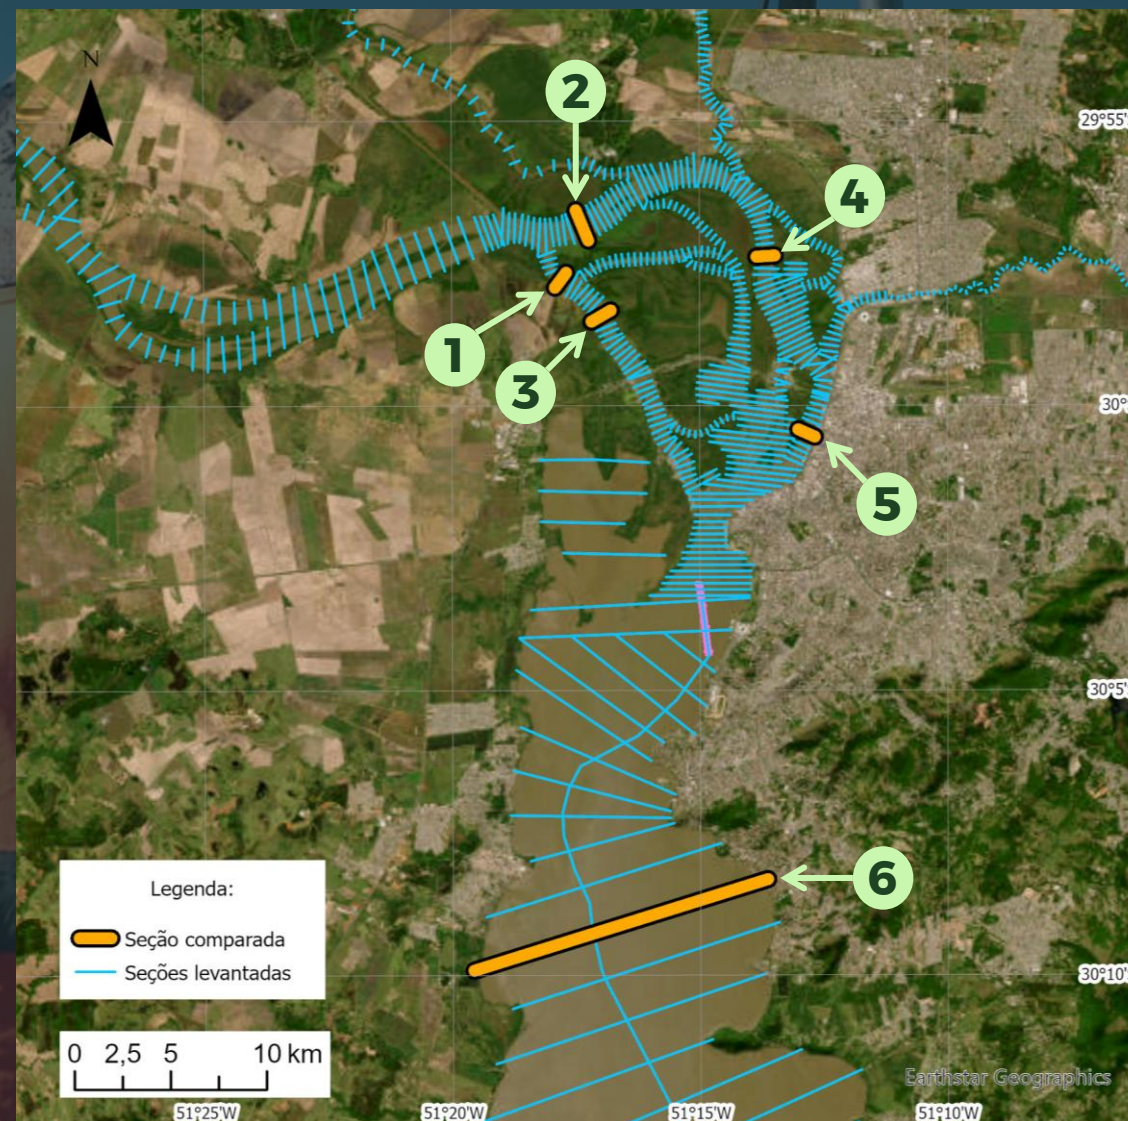 N
2
29°55'
4
1
3
30°
5
30°5'
6
Legenda:
Seção comparada
Seções levantadas
30°10'
0 2,5 5 10 km
Earthstar Geographics
51°25'W 51°20'W 51°15'W 51°10'W